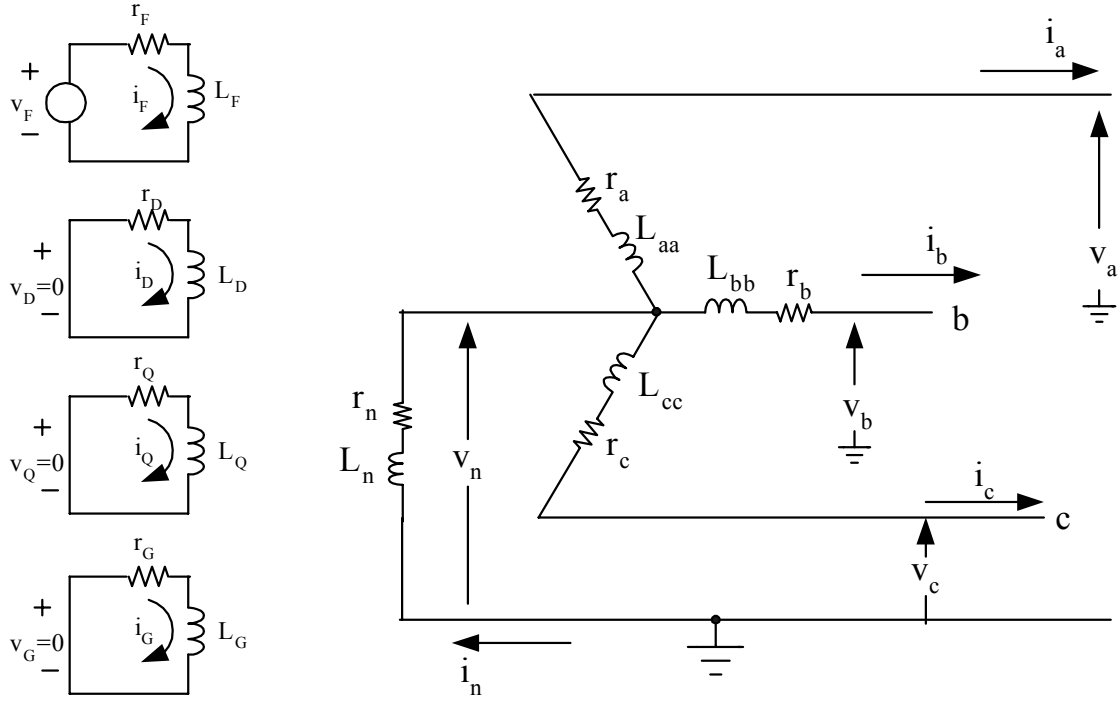 r_F
+
v_F
−
i_F
L_F
r_D
+
v_D=0
−
i_D
L_D
r_Q
+
v_Q=0
−
i_Q
L_Q
r_G
+
v_G=0
−
i_G
L_G
i_a
r_a
L_aa
v_a
L_bb
r_b
i_b
b
v_b
L_cc
r_c
r_n
L_n
v_n
i_c
c
v_c
i_n